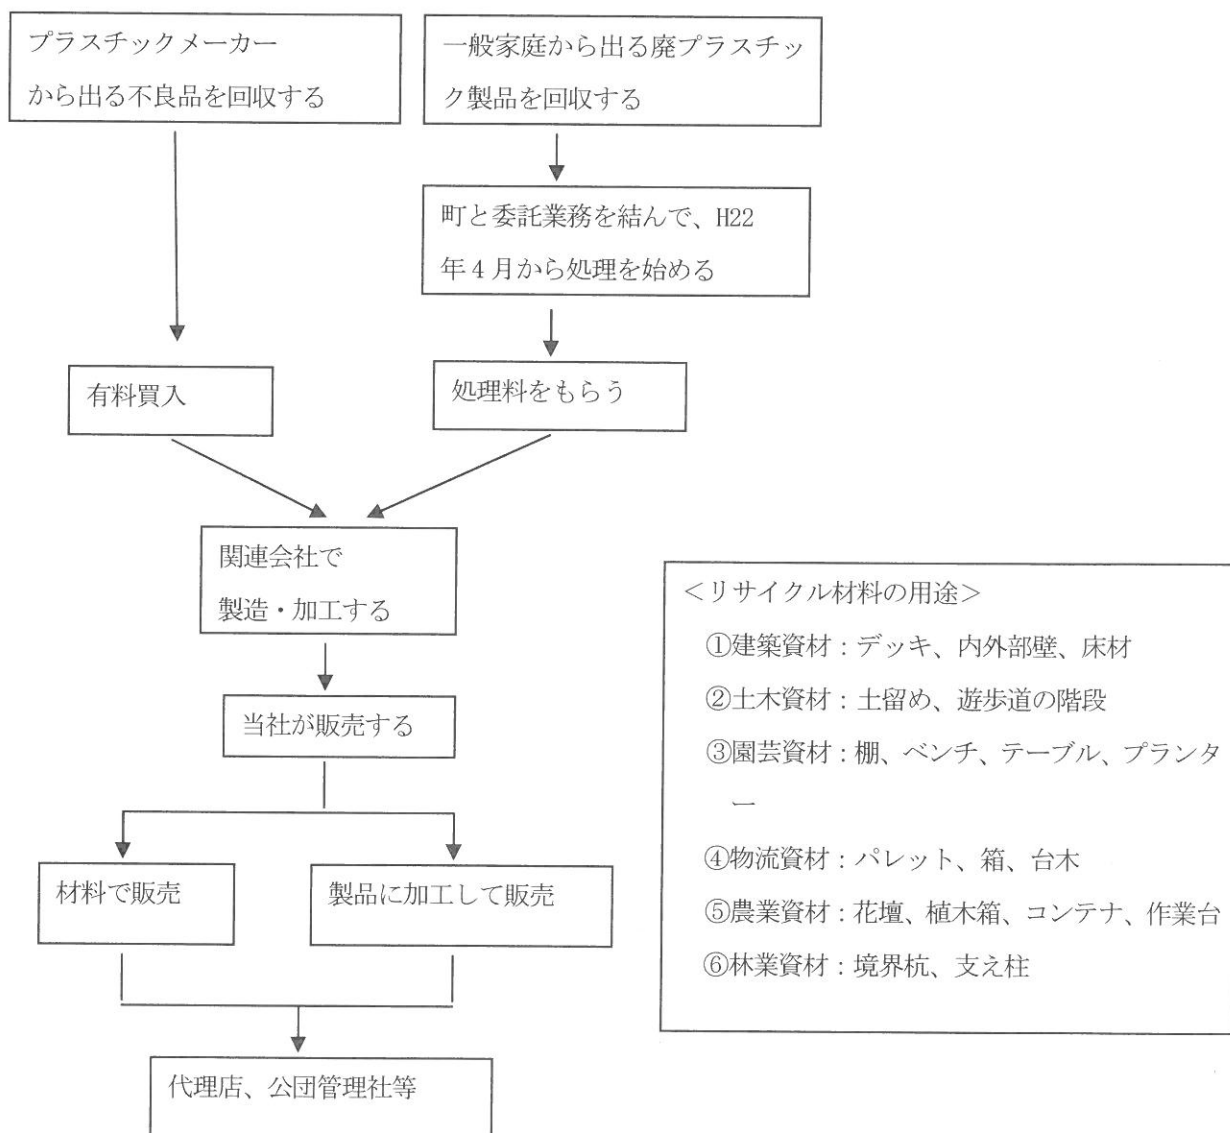 プラスチックメーカー
から出る不良品を回収する
一般家庭から出る廃プラスチッ
ク製品を回収する
町と委託業務を結んで、H22
年4月から処理を始める
有料買入
処理料をもらう
関連会社で
製造・加工する
当社が販売する
材料で販売
製品に加工して販売
代理店、公団管理社等
＜リサイクル材料の用途＞
①建築資材：デッキ、内外部壁、床材
②土木資材：土留め、遊歩道の階段
③園芸資材：棚、ベンチ、テーブル、プランタ
ー
④物流資材：パレット、箱、台木
⑤農業資材：花壇、植木箱、コンテナ、作業台
⑥林業資材：境界杭、支え柱